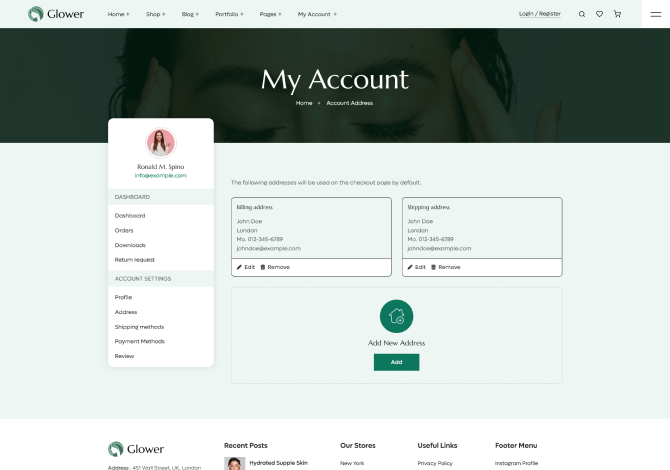 Glower
Home + Shop + Blog + Portfolio + Pages + My Account +
Login / Register
My Account
Home + Account Address
Ronald M. Spino
info@example.com
DASHBOARD
Dashboard
Orders
Downloads
Return request
ACCOUNT SETTINGS
Profile
Address
Shipping methods
Payment Methods
Review
The following addresses will be used on the checkout page by default.
Billing address
John Doe
London
Mo. 012-345-6789
johndoe@example.com
Edit Remove
Shipping address
John Doe
London
Mo. 012-345-6789
johndoe@example.com
Edit Remove
Add New Address
Add
Glower
Address : 451 Wall Street, UK, London
Recent Posts
Hydrated Supple Skin
Our Stores
New York
Useful Links
Privacy Policy
Footer Menu
Instagram Profile